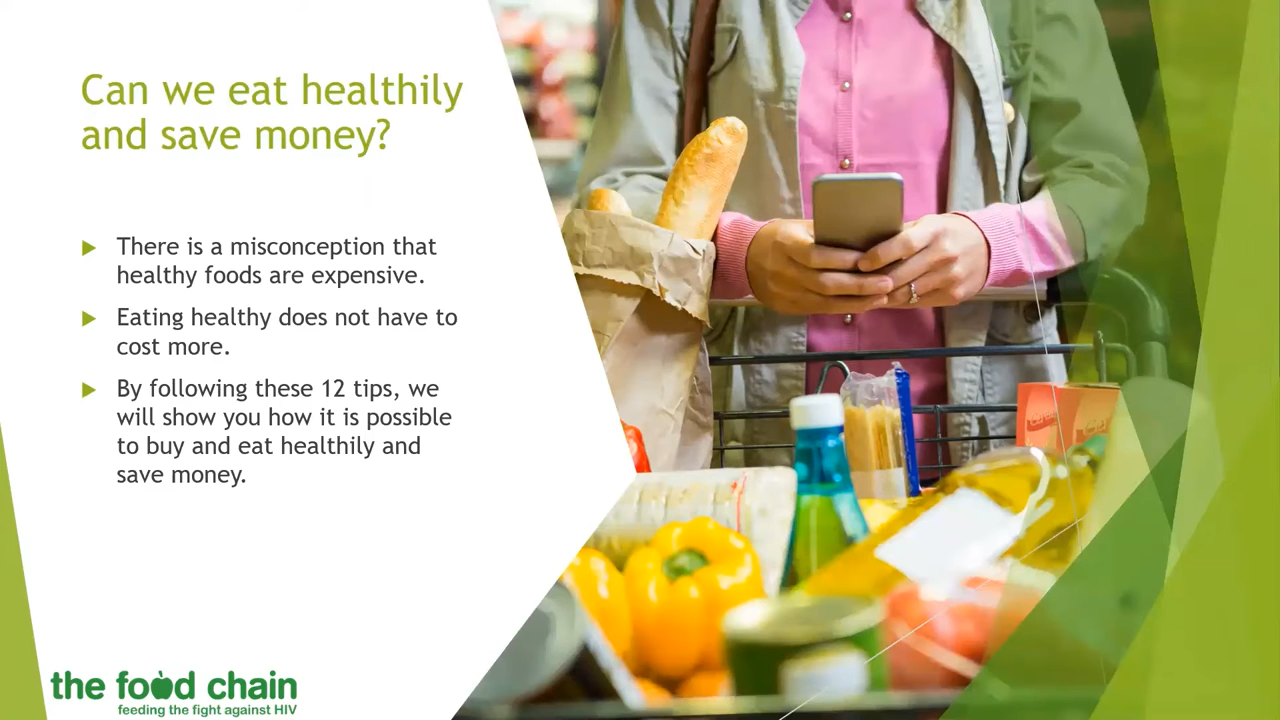 Can we eat healthily
and save money?
There is a misconception that
healthy foods are expensive.
Eating healthy does not have to
cost more.
By following these 12 tips, we
will show you how it is possible
to buy and eat healthily and
save money.
the food chain
feeding the fight against HIV